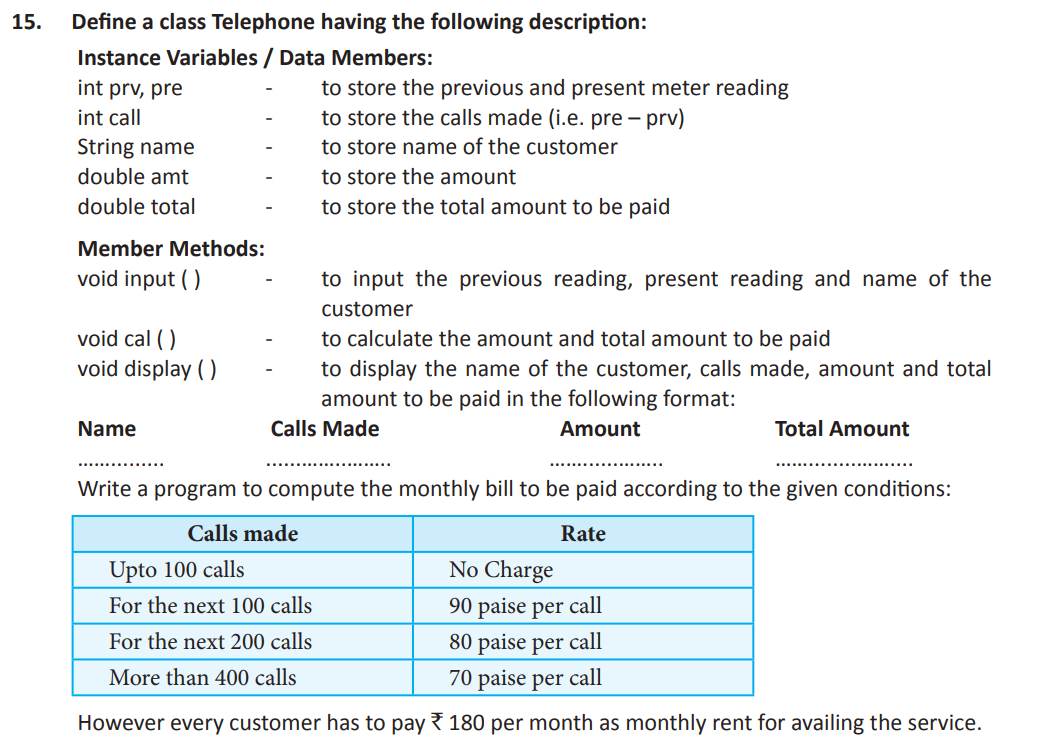 15. Define a class Telephone having the following description:
Instance Variables / Data Members:
int prv, pre - to store the previous and present meter reading
int call - to store the calls made (i.e. pre – prv)
String name - to store name of the customer
double amt - to store the amount
double total - to store the total amount to be paid
Member Methods:
void input ( ) - to input the previous reading, present reading and name of the
customer
void cal ( ) - to calculate the amount and total amount to be paid
void display ( ) - to display the name of the customer, calls made, amount and total
amount to be paid in the following format:
Name Calls Made Amount Total Amount
............... ..................... ................... .......................
Write a program to compute the monthly bill to be paid according to the given conditions:
Calls made Rate
Upto 100 calls No Charge
For the next 100 calls 90 paise per call
For the next 200 calls 80 paise per call
More than 400 calls 70 paise per call
However every customer has to pay ₹ 180 per month as monthly rent for availing the service.